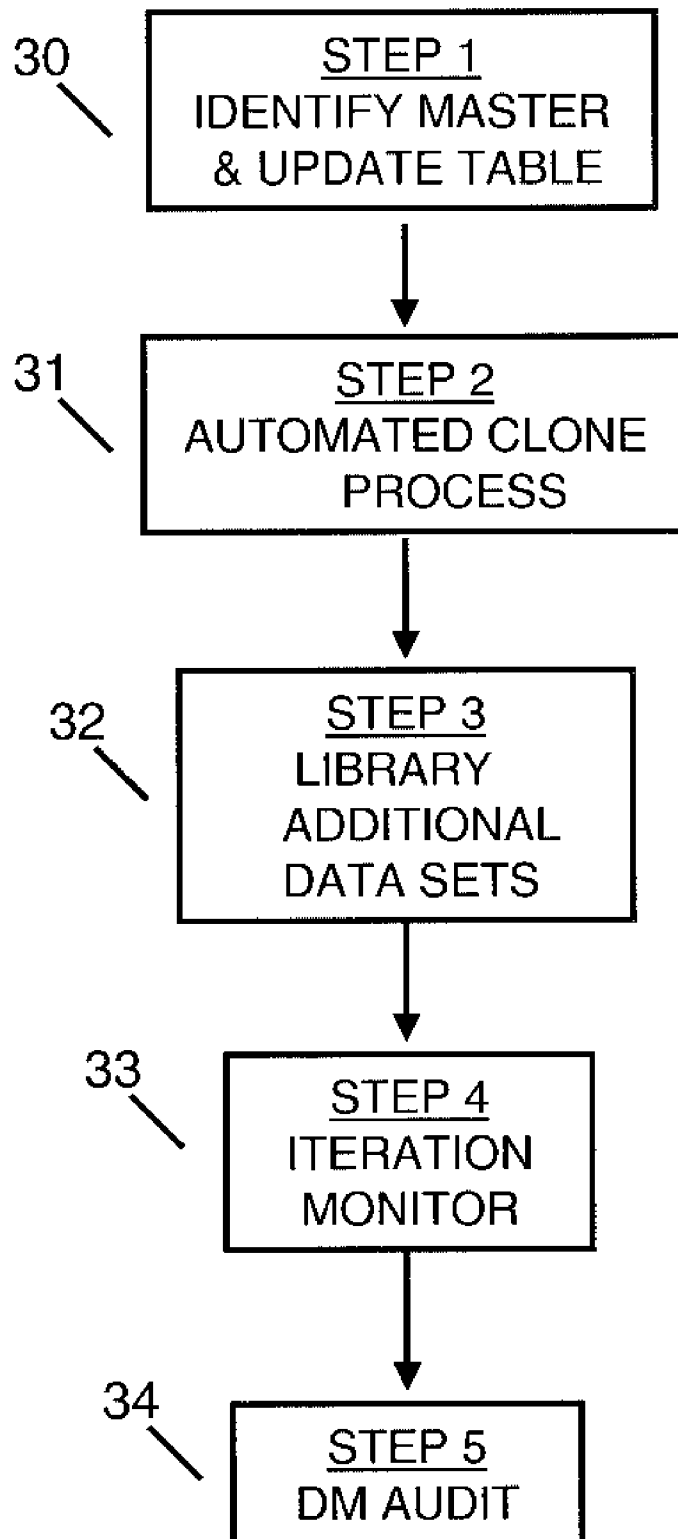 30
STEP 1
IDENTIFY MASTER
& UPDATE TABLE
31
STEP 2
AUTOMATED CLONE
PROCESS
32
STEP 3
LIBRARY
ADDITIONAL
DATA SETS
33
STEP 4
ITERATION
MONITOR
34
STEP 5
DM AUDIT